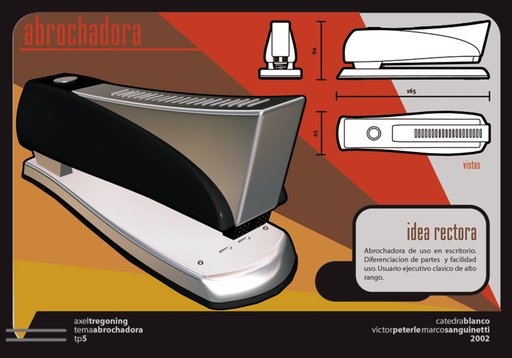 abrochadora
60
165
45
vistas
idea rectora
Abrochadora de uso en escritorio.
Diferenciacion de partes y facilidad
uso. Usuario ejecutivo clasico de alto
rango.
axeltregoning
temaabrochadora
tp5
catedrablanco
victorpeterlemarcosanguinetti
2002